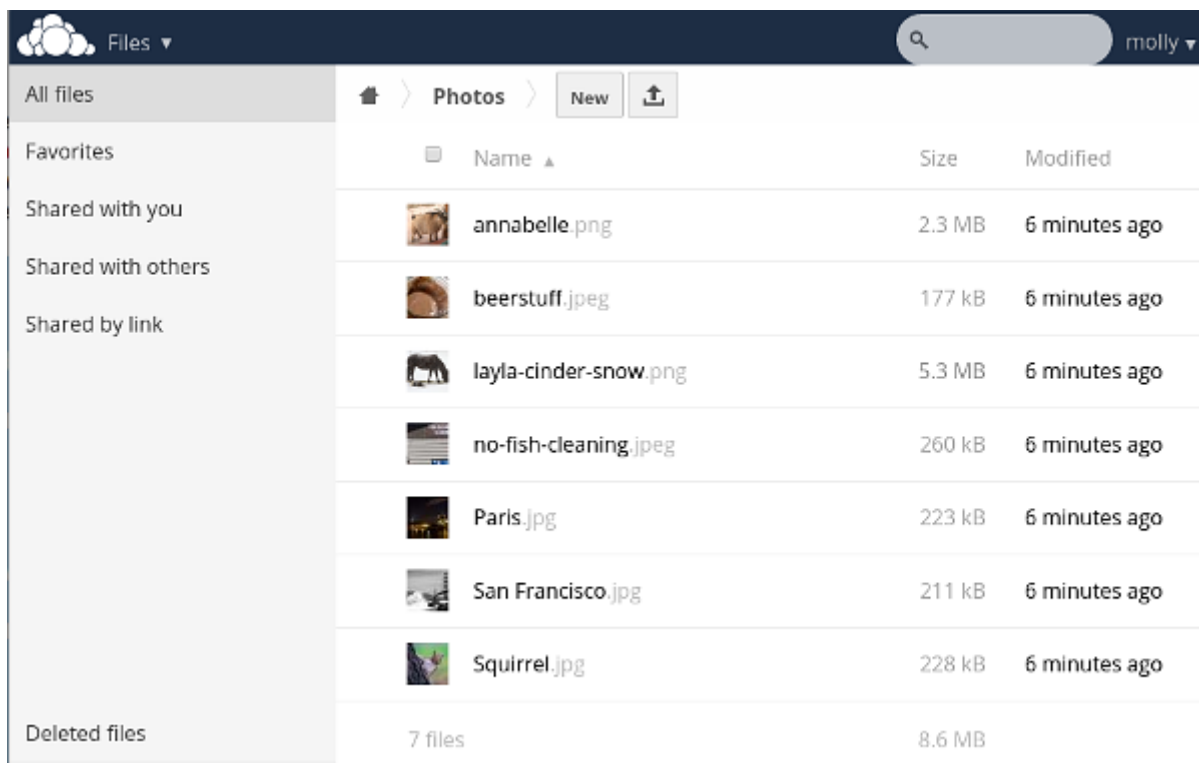 Files ▾ molly ▾
All files
Photos New
Favorites
Name ▴ Size Modified
Shared with you
annabelle.png 2.3 MB 6 minutes ago
Shared with others
beerstuff.jpeg 177 kB 6 minutes ago
Shared by link
layla-cinder-snow.png 5.3 MB 6 minutes ago
no-fish-cleaning.jpeg 260 kB 6 minutes ago
Paris.jpg 223 kB 6 minutes ago
San Francisco.jpg 211 kB 6 minutes ago
Squirrel.jpg 228 kB 6 minutes ago
Deleted files
7 files 8.6 MB